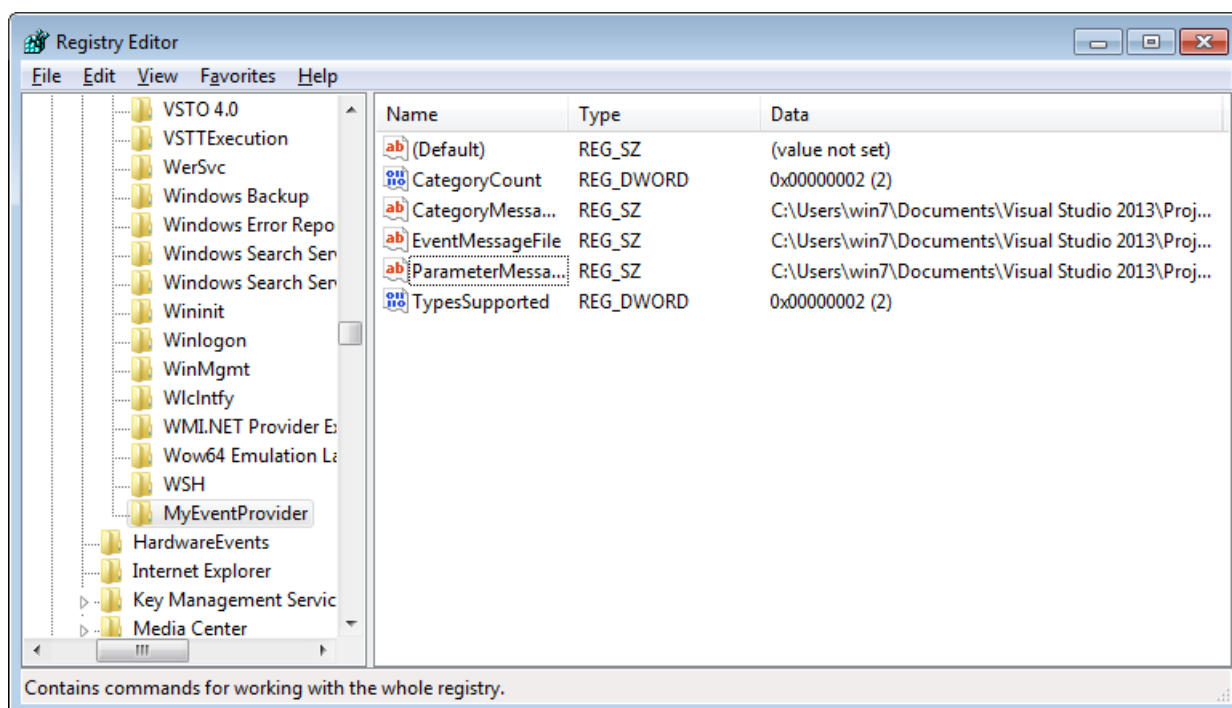 Registry Editor
File Edit View Favorites Help
VSTO 4.0
VSTTExecution
WerSvc
Windows Backup
Windows Error Repo
Windows Search Ser
Windows Search Ser
Wininit
Winlogon
WinMgmt
WlcIntfy
WMI.NET Provider E
Wow64 Emulation La
WSH
MyEventProvider
HardwareEvents
Internet Explorer
Key Management Servic
Media Center
Name Type Data
(Default) REG_SZ (value not set)
CategoryCount REG_DWORD 0x00000002 (2)
CategoryMessa... REG_SZ C:\Users\win7\Documents\Visual Studio 2013\Proj...
EventMessageFile REG_SZ C:\Users\win7\Documents\Visual Studio 2013\Proj...
ParameterMessa... REG_SZ C:\Users\win7\Documents\Visual Studio 2013\Proj...
TypesSupported REG_DWORD 0x00000002 (2)
Contains commands for working with the whole registry.